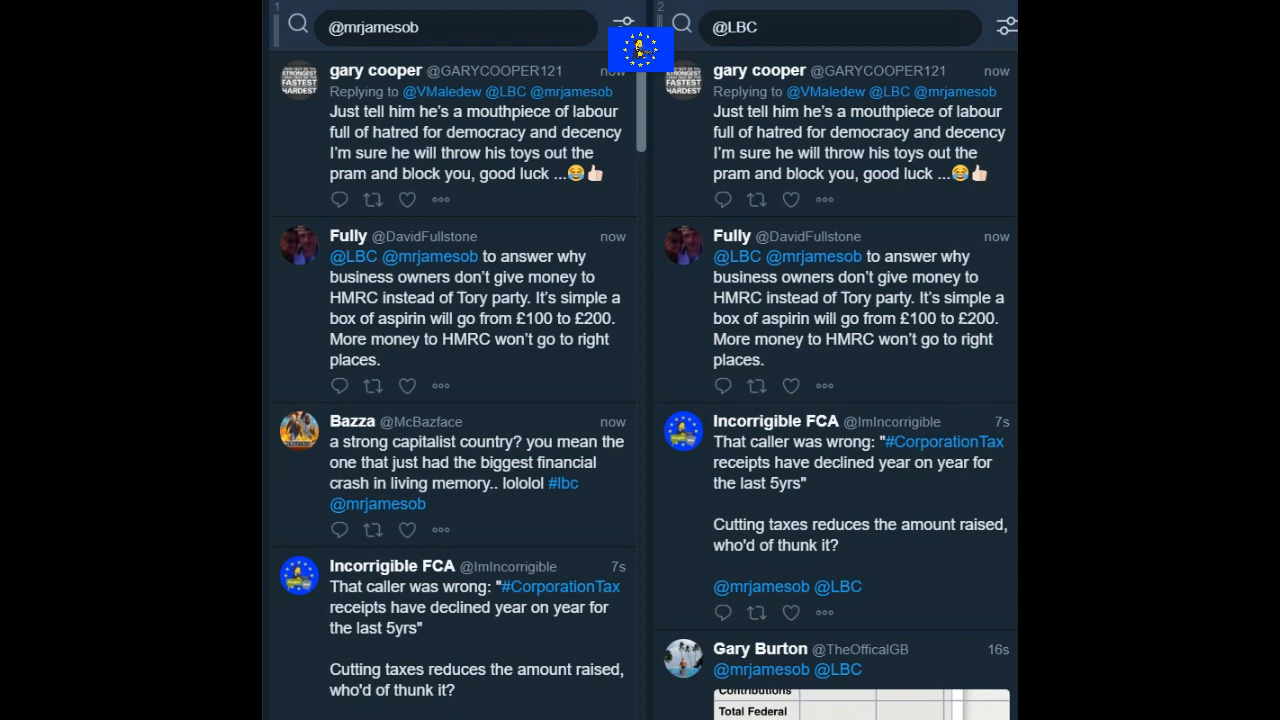 1
@mrjamesob
gary cooper @GARYCOOPER121 now
Replying to @VMaledew @LBC @mrjamesob
Just tell him he’s a mouthpiece of labour
full of hatred for democracy and decency
I’m sure he will throw his toys out the
pram and block you, good luck ...😂👍🏻
Fully @DavidFullstone now
@LBC @mrjamesob to answer why
business owners don’t give money to
HMRC instead of Tory party. It’s simple a
box of aspirin will go from £100 to £200.
More money to HMRC won’t go to right
places.
Bazza @McBazface now
a strong capitalist country? you mean the
one that just had the biggest financial
crash in living memory.. lololol #lbc
@mrjamesob
Incorrigible FCA @ImIncorrigible 7s
That caller was wrong: "#CorporationTax
receipts have declined year on year for
the last 5yrs"
Cutting taxes reduces the amount raised,
who'd of thunk it?
2
@LBC
gary cooper @GARYCOOPER121 now
Replying to @VMaledew @LBC @mrjamesob
Just tell him he’s a mouthpiece of labour
full of hatred for democracy and decency
I’m sure he will throw his toys out the
pram and block you, good luck ...😂👍🏻
Fully @DavidFullstone now
@LBC @mrjamesob to answer why
business owners don’t give money to
HMRC instead of Tory party. It’s simple a
box of aspirin will go from £100 to £200.
More money to HMRC won’t go to right
places.
Incorrigible FCA @ImIncorrigible 7s
That caller was wrong: "#CorporationTax
receipts have declined year on year for
the last 5yrs"
Cutting taxes reduces the amount raised,
who'd of thunk it?
@mrjamesob @LBC
Gary Burton @TheOfficalGB 16s
@mrjamesob @LBC
Contributions
Total Federal